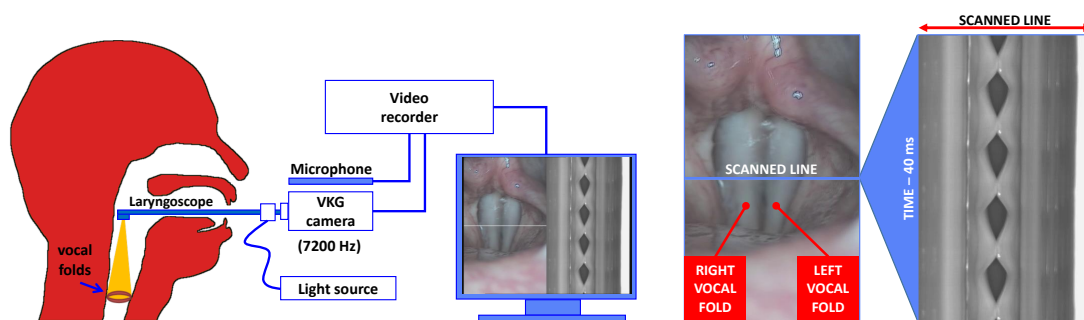 Video
recorder
Microphone
Laryngoscope
VKG
camera
(7200 Hz)
vocal
folds
Light source
SCANNED LINE
SCANNED LINE
TIME – 40 ms
RIGHT
VOCAL
FOLD
LEFT
VOCAL
FOLD